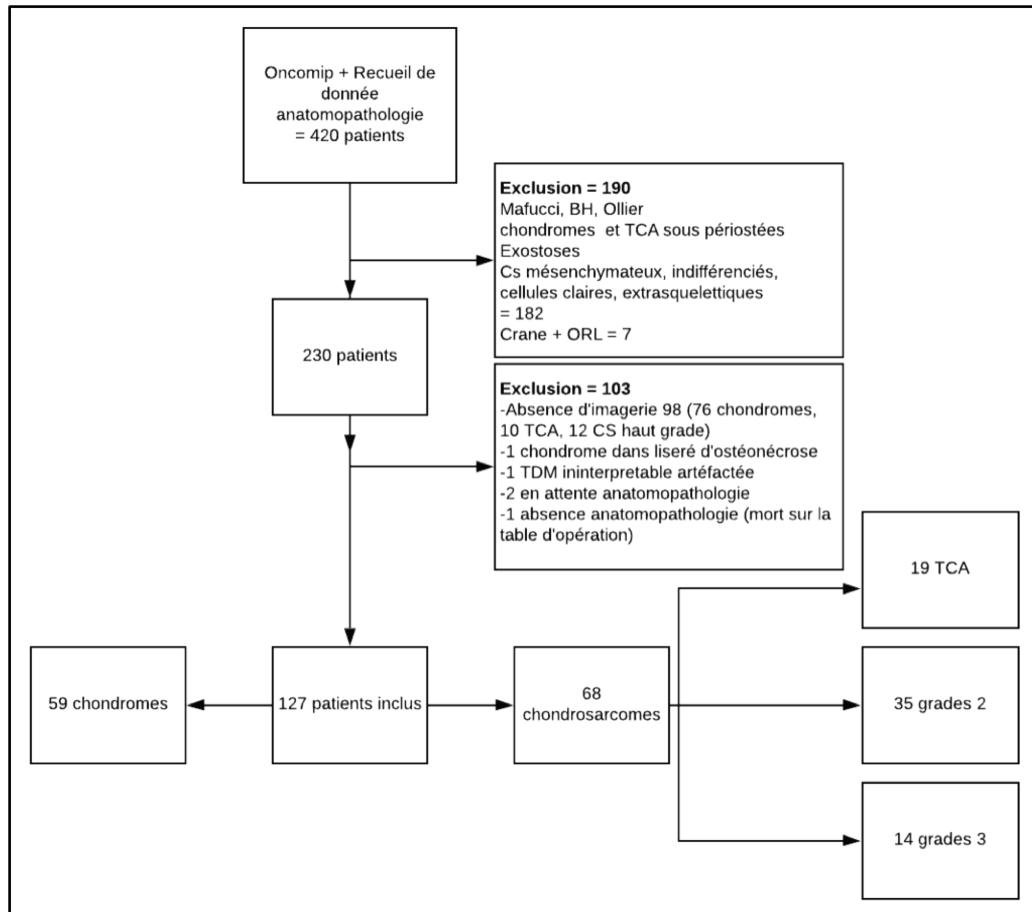 Oncomip + Recueil de
donnée
anatomopathologie
= 420 patients
Exclusion = 190
Mafucci, BH, Ollier
chondromes et TCA sous périostées
Exostoses
Cs mésenchymateux, indifférenciés,
cellules claires, extrasquelettiques
= 182
Crane + ORL = 7
230 patients
Exclusion = 103
-Absence d'imagerie 98 (76 chondromes,
10 TCA, 12 CS haut grade)
-1 chondrome dans liseré d'ostéonécrose
-1 TDM ininterpretable artéfactée
-2 en attente anatomopathologie
-1 absence anatomopathologie (mort sur la
table d'opération)
19 TCA
59 chondromes
127 patients inclus
68
chondrosarcomes
35 grades 2
14 grades 3